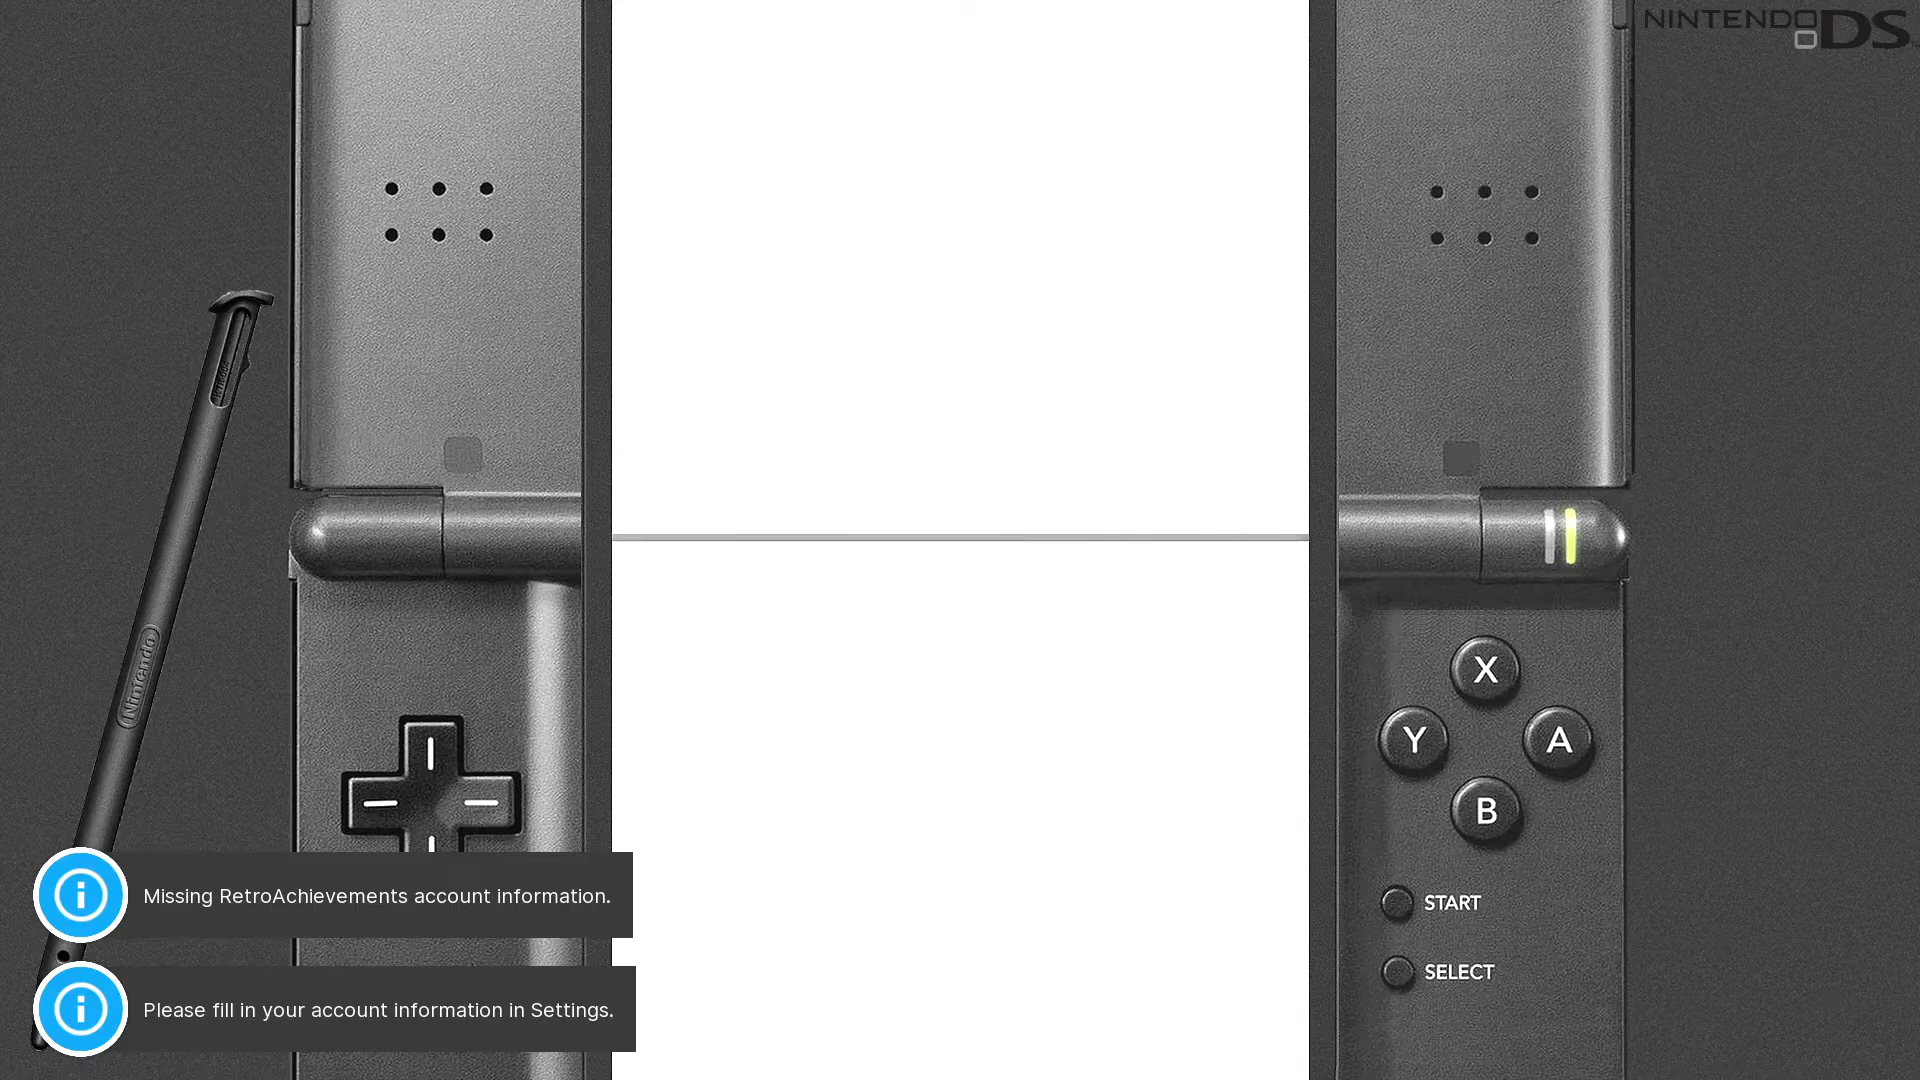 NINTENDO DS
Nintendo
X
Y
A
B
START
SELECT
Missing RetroAchievements account information.
Please fill in your account information in Settings.